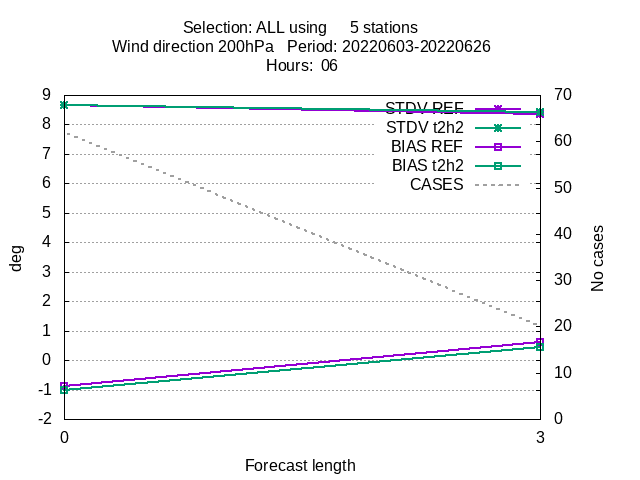 Selection: ALL using     5 stations
Wind direction 200hPa   Period: 20220603-20220626
Hours:  06
9
8
7
6
5
4
3
2
1
0
-1
-2
deg
70
60
50
40
30
20
10
0
No cases
STDV REF
STDV t2h2
BIAS REF
BIAS t2h2
CASES
0
3
Forecast length